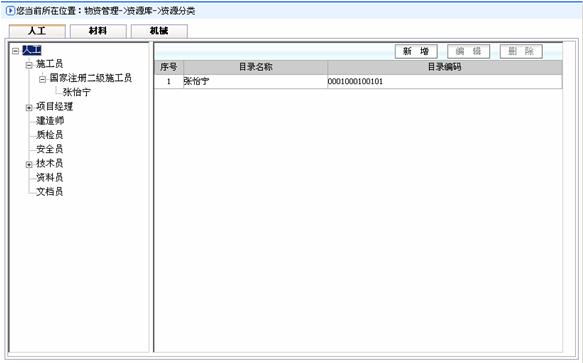 您当前所在位置：物资管理->资源库->资源分类
人工 材料 机械
人工
施工员
国家注册二级施工员
张怡宁
项目经理
建造师
质检员
安全员
技术员
资料员
文档员
新 增 编 辑 删 除
序号 目录名称 目录编码
1 张怡宁 0001000100101